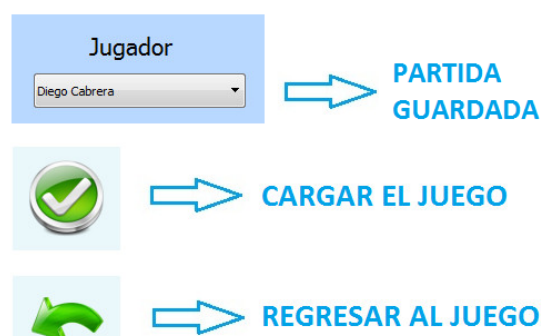 Jugador
Diego Cabrera
PARTIDA
GUARDADA
CARGAR EL JUEGO
REGRESAR AL JUEGO